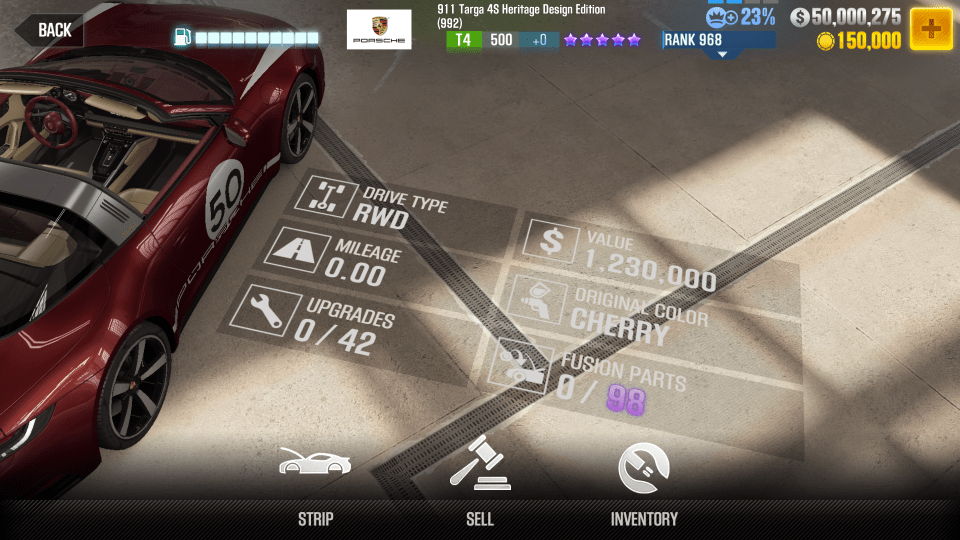 BACK
PORSCHE
911 Targa 4S Heritage Design Edition
(992)
T4 500 +0
23%
RANK 968
$50,000,275
150,000
50
PORSCHE
DRIVE TYPE
RWD
MILEAGE
0.00
UPGRADES
0 / 42
VALUE
1,230,000
ORIGINAL COLOR
CHERRY
FUSION PARTS
0 / 98
STRIP
SELL
INVENTORY